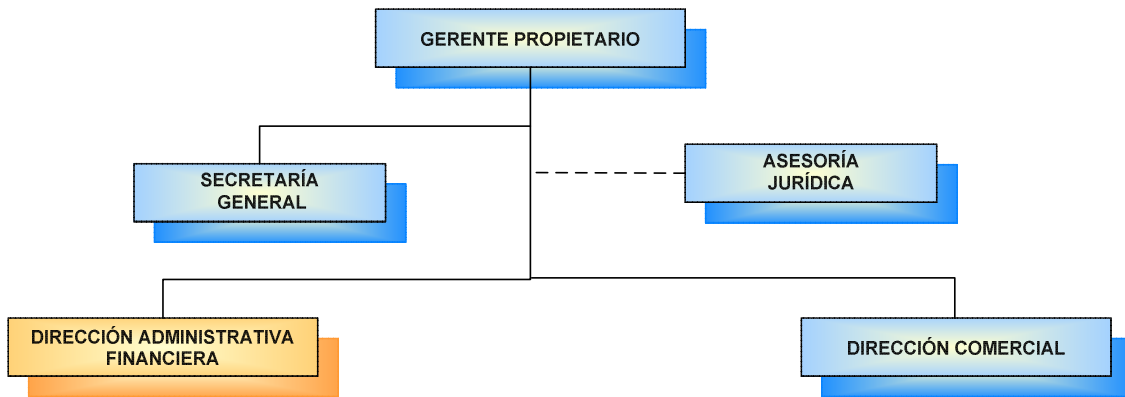 GERENTE PROPIETARIO
SECRETARÍA
GENERAL
ASESORÍA
JURÍDICA
DIRECCIÓN ADMINISTRATIVA
FINANCIERA
DIRECCIÓN COMERCIAL